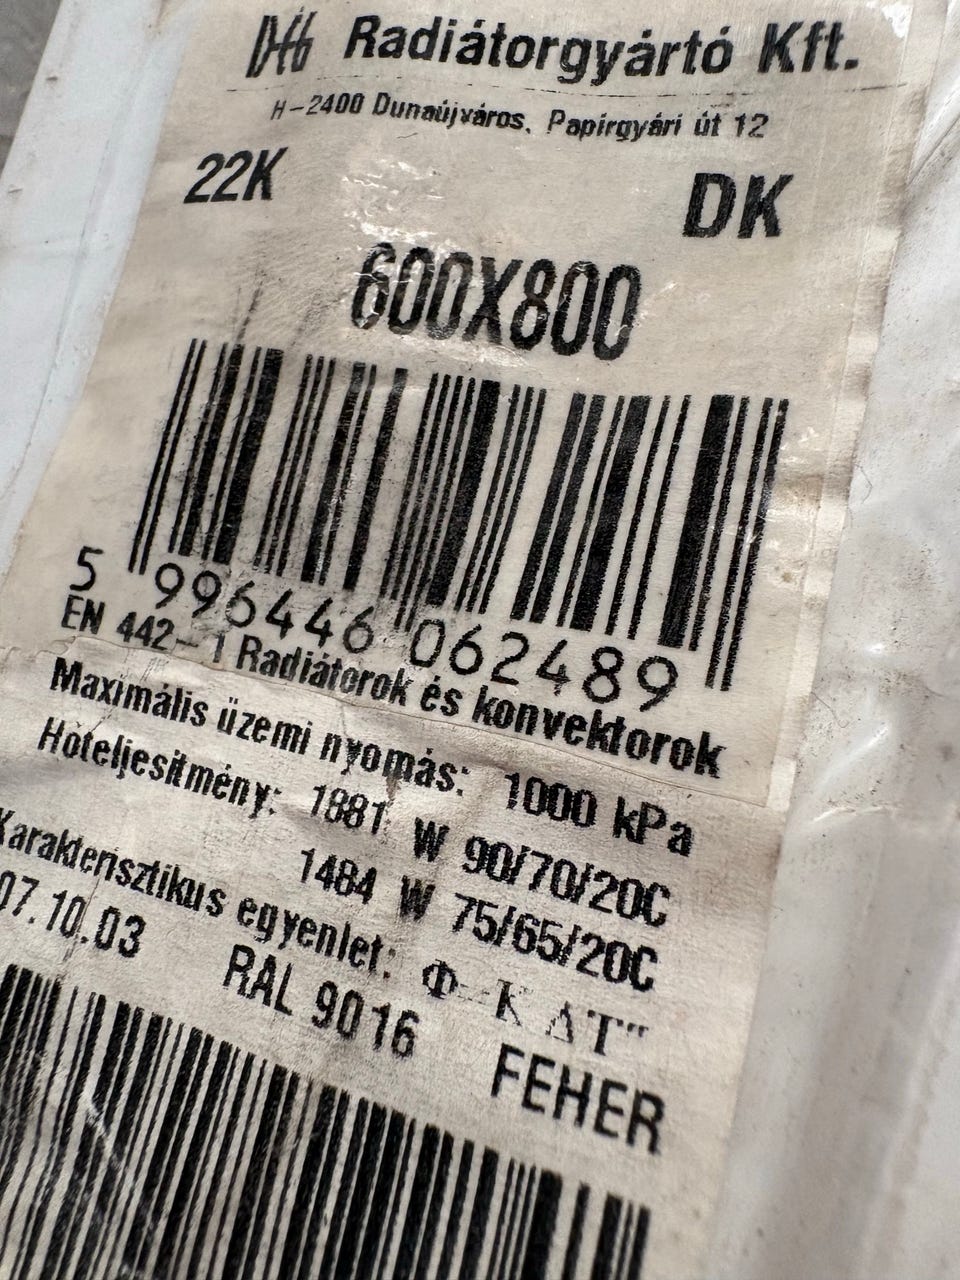 Radiátorgyártó Kft.
H-2400 Dunaújváros, Papírgyári út 12
22K DK
600X800
5 996446 062489
EN 442-1 Radiátorok és konvektorok
Maximális üzemi nyomás: 1000 kPa
Hőteljesítmény: 1881 W 90/70/20C
1484 W 75/65/20C
Karakterisztikus egyenlet: Φ-K ΔTⁿ
07.10.03 RAL 9016 FEHER